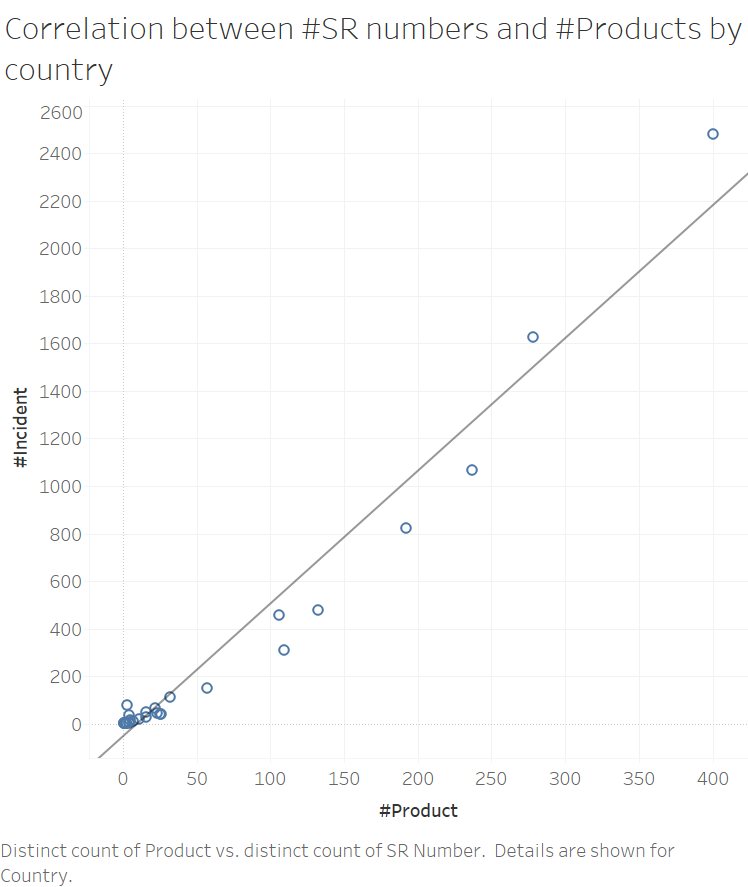 Correlation between #SR numbers and #Products by
country
2600
2400
2200
2000
1800
1600
1400
1200
1000
800
600
400
200
0
#Incident
0 50 100 150 200 250 300 350 400
#Product
Distinct count of Product vs. distinct count of SR Number. Details are shown for
Country.